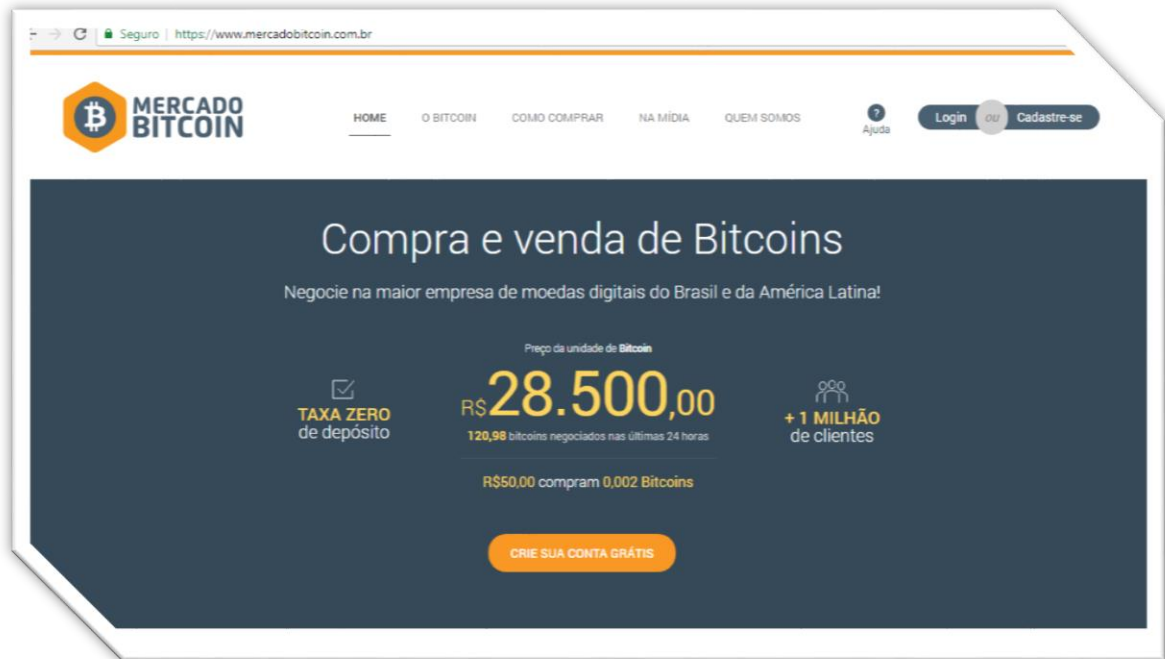 Seguro | https://www.mercadobitcoin.com.br
MERCADO
BITCOIN
HOME O BITCOIN COMO COMPRAR NA MÍDIA QUEM SOMOS
?
Ajuda
Login ou Cadastre-se
Compra e venda de Bitcoins
Negocie na maior empresa de moedas digitais do Brasil e da América Latina!
Preço da unidade de Bitcoin
R$28.500,00
120,98 bitcoins negociados nas últimas 24 horas
TAXA ZERO
de depósito
+ 1 MILHÃO
de clientes
R$50,00 compram 0,002 Bitcoins
CRIE SUA CONTA GRÁTIS